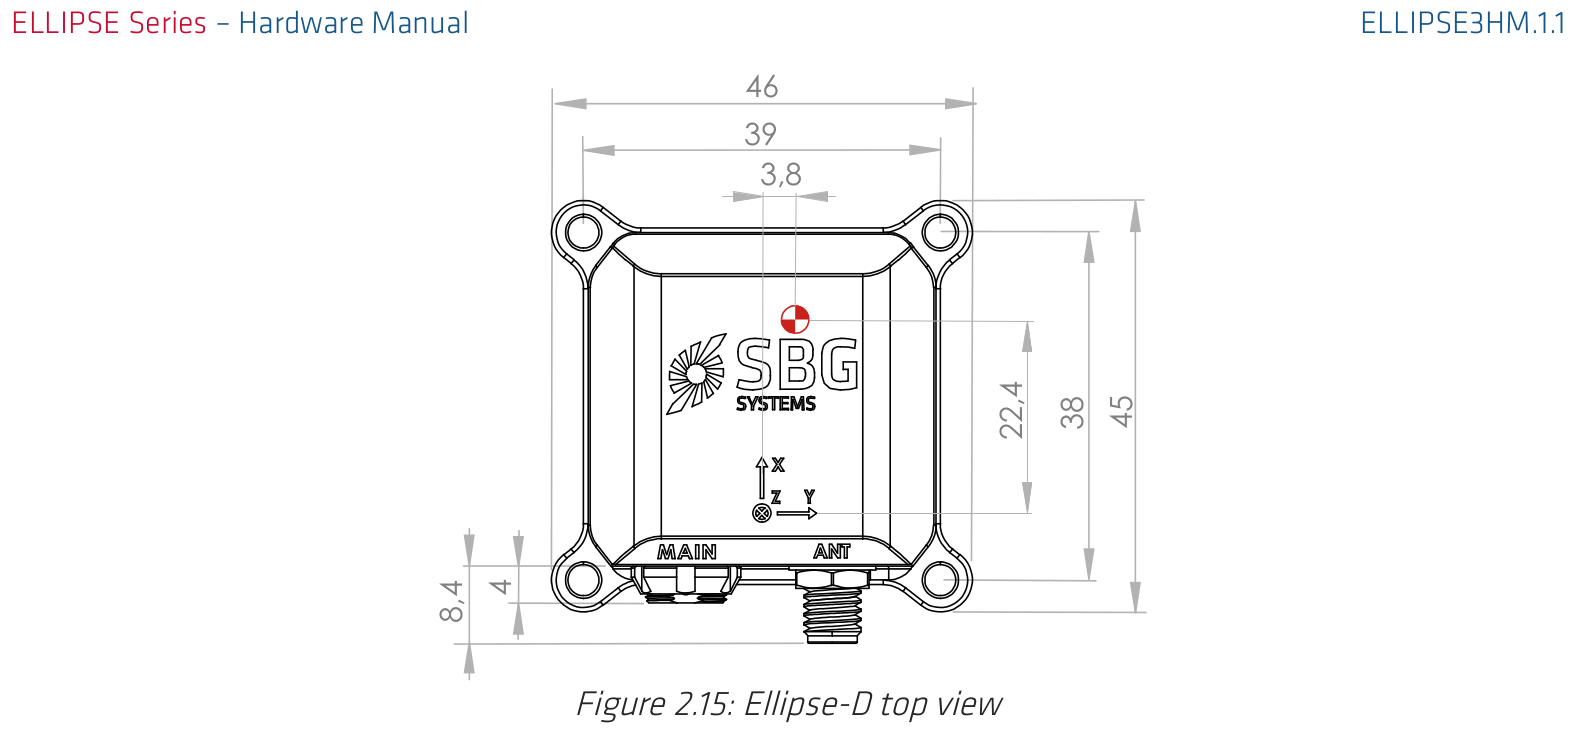 ELLIPSE Series – Hardware Manual
ELLIPSE3HM.1.1
46
39
3,8
SBG
SYSTEMS
22,4
38
45
X
Z Y
MAIN
ANT
8,4
4
Figure 2.15: Ellipse-D top view